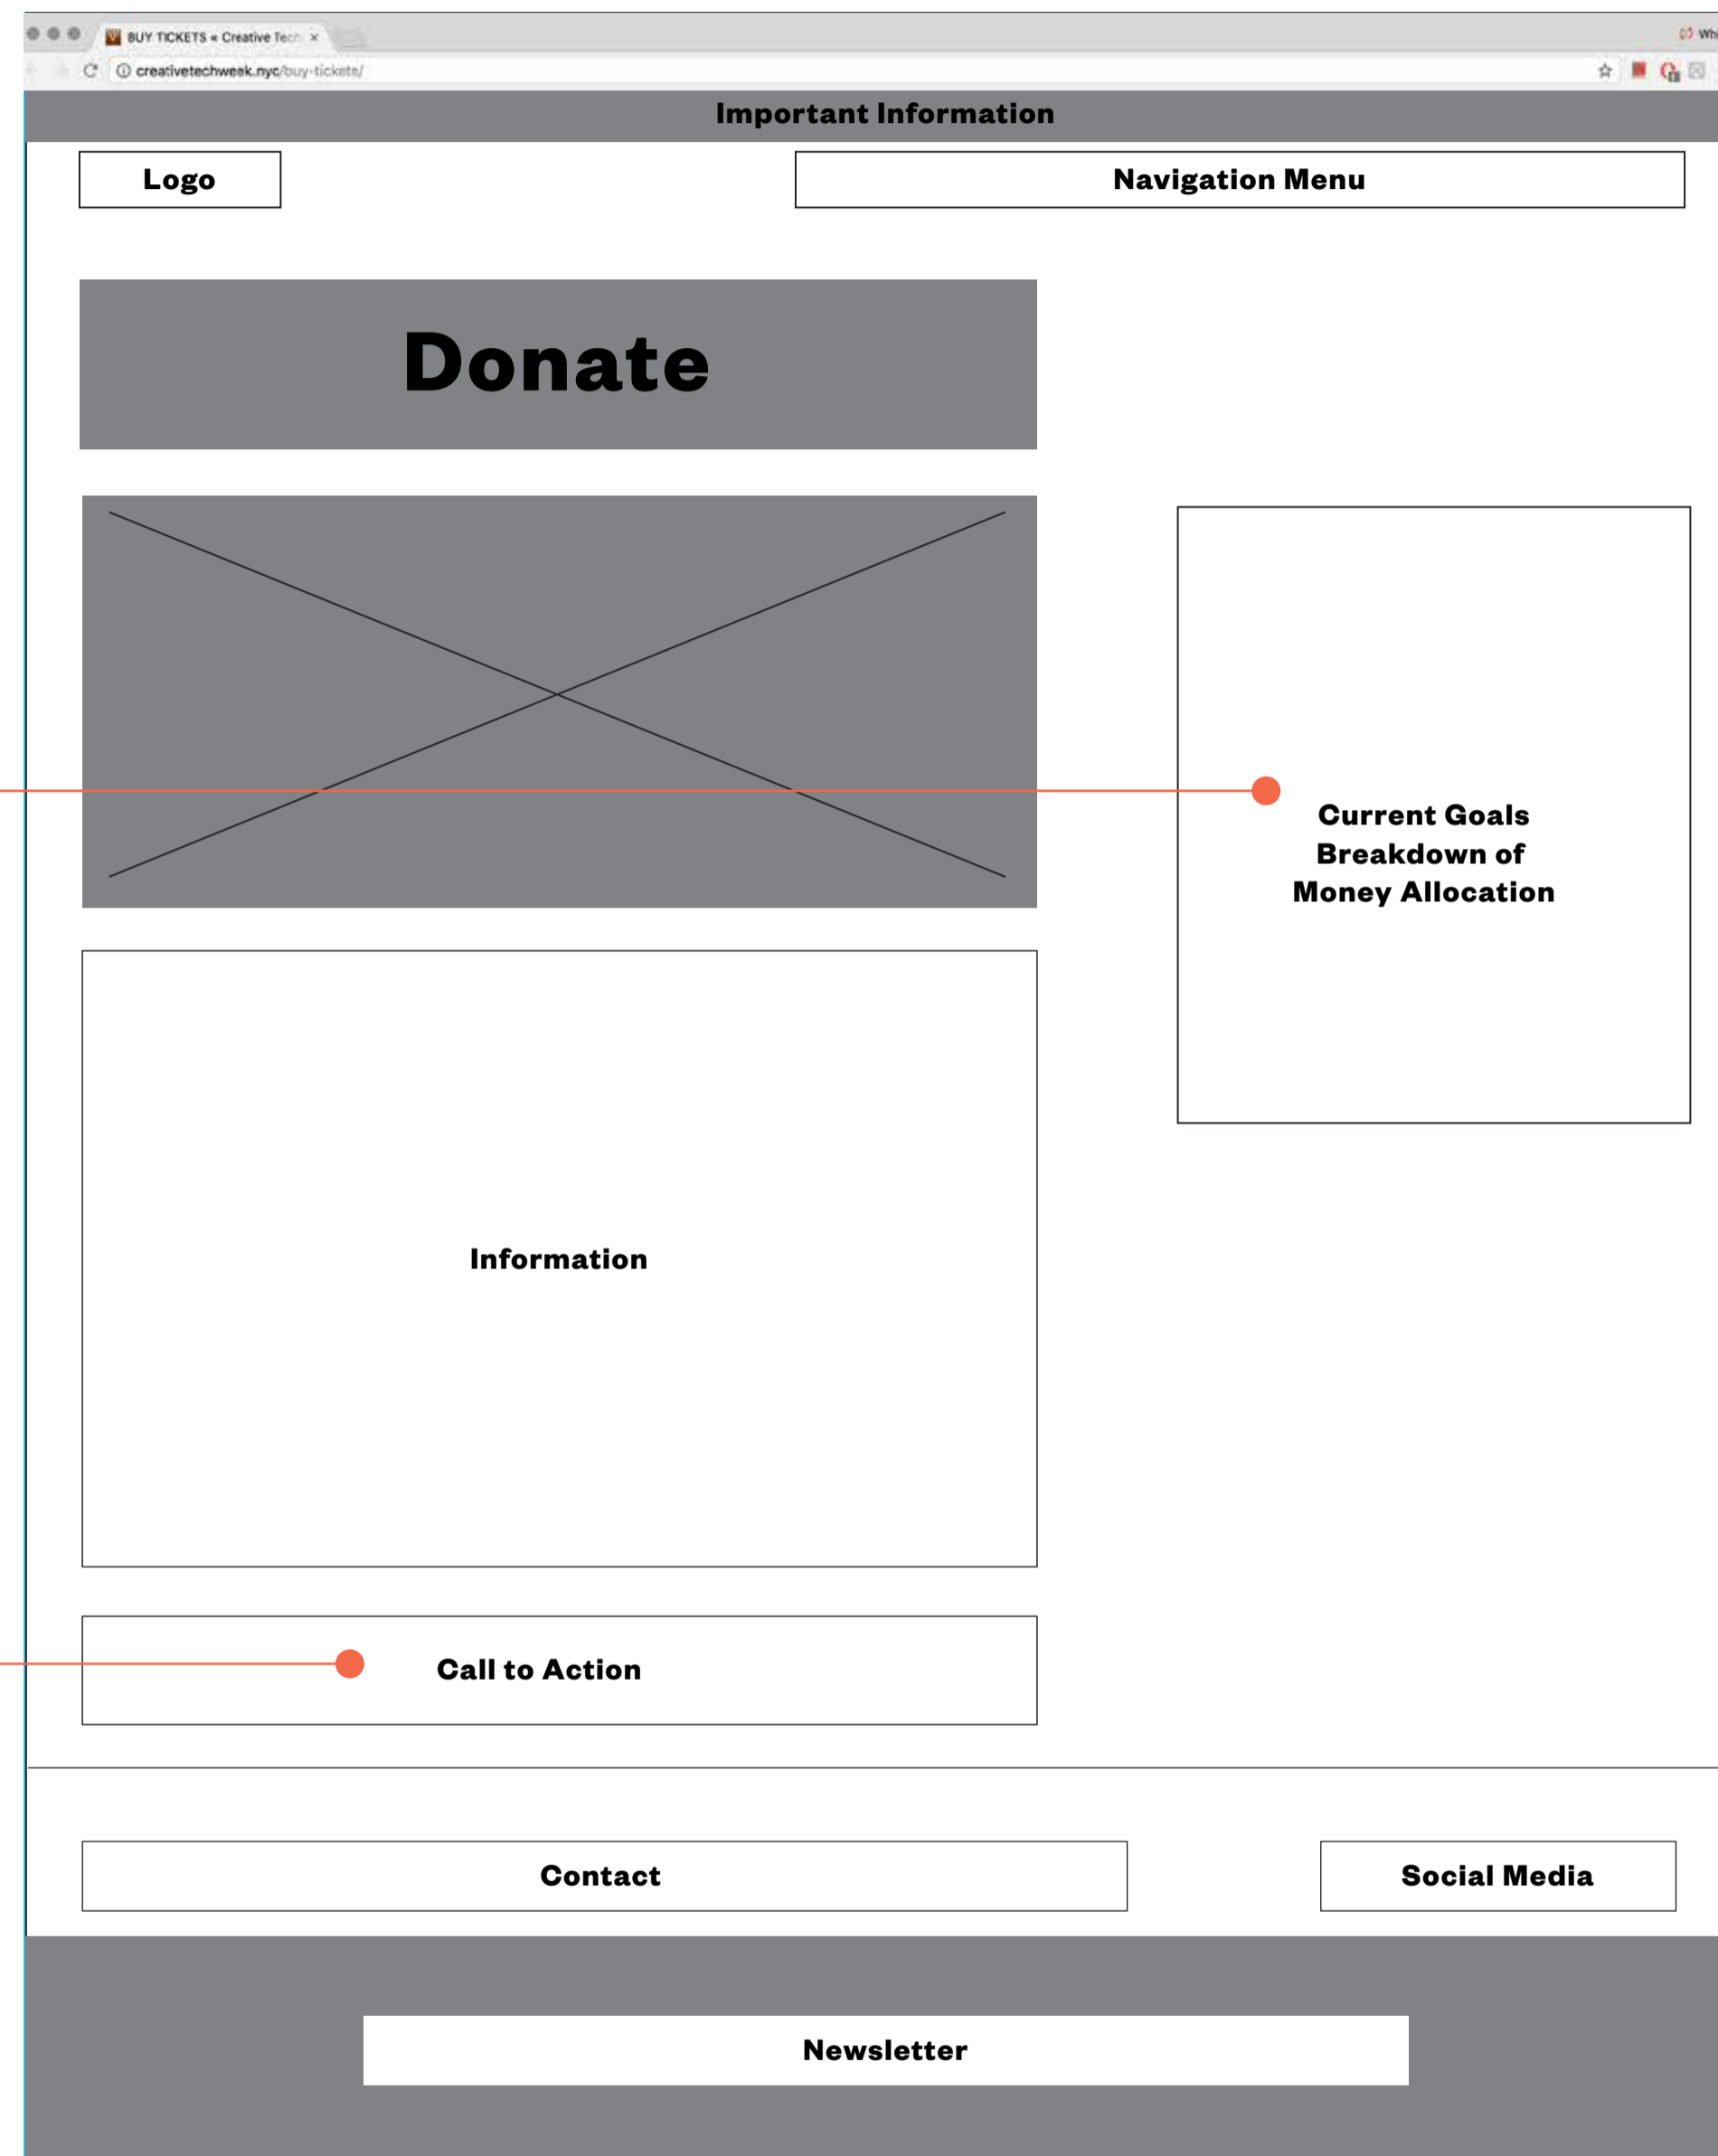 BUY TICKETS « Creative Tech
creativetechweek.nyc/buy-tickets/
Important Information
Logo
Navigation Menu
Donate
Current Goals
Breakdown of
Money Allocation
Information
Call to Action
Contact
Social Media
Newsletter